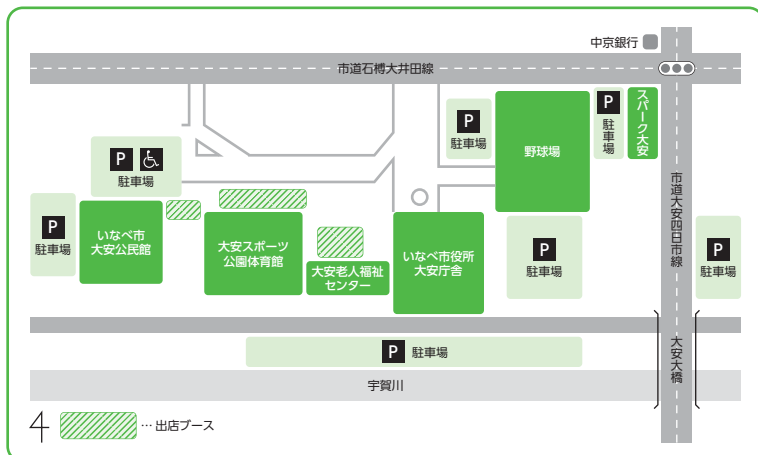 中京銀行
市道石榑大井田線
P
駐車場
P
駐車場
P
駐車場
野球場
P
駐車場
スパーク大安
市道大安四日市線
いなべ市
大安公民館
大安スポーツ
公園体育館
大安老人福祉
センター
いなべ市役所
大安庁舎
P
駐車場
P
駐車場
P 駐車場
大安大橋
宇賀川
… 出店ブース